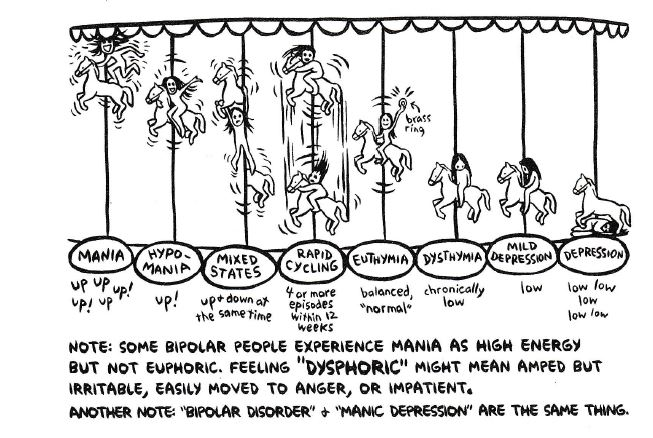 brass
ring
MANIA
HYPO-
MANIA
MIXED
STATES
RAPID
CYCLING
EUTHYMIA
DYSTHYMIA
MILD
DEPRESSION
DEPRESSION
up up up!
up! up
up!
up + down at
the same time
4 or more
episodes
within 12
weeks
balanced,
"normal"
chronically
low
low
low low
low
low low
NOTE: SOME BIPOLAR PEOPLE EXPERIENCE MANIA AS HIGH ENERGY
BUT NOT EUPHORIC. FEELING "DYSPHORIC" MIGHT MEAN AMPED BUT
IRRITABLE, EASILY MOVED TO ANGER, OR IMPATIENT.
ANOTHER NOTE: "BIPOLAR DISORDER" + "MANIC DEPRESSION" ARE THE SAME THING.